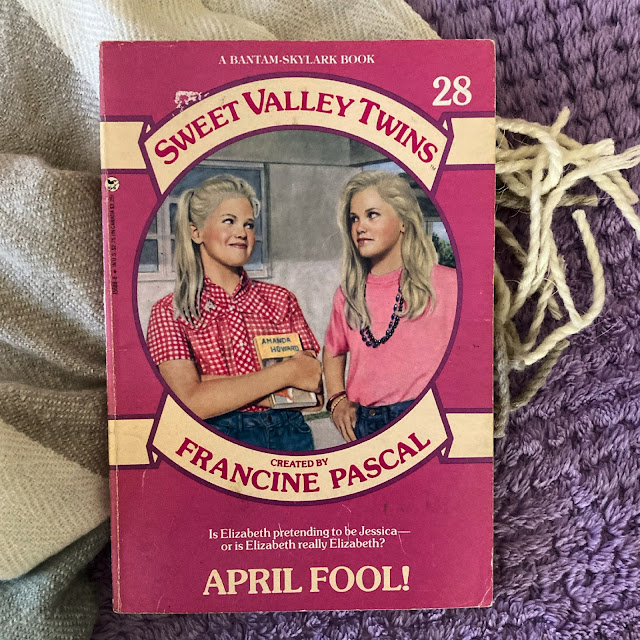 A BANTAM-SKYLARK BOOK
28
SWEET VALLEY TWINS™
AMANDA
HOWARD
CREATED BY
FRANCINE PASCAL
Is Elizabeth pretending to be Jessica—
or is Elizabeth really Elizabeth?
APRIL FOOL!